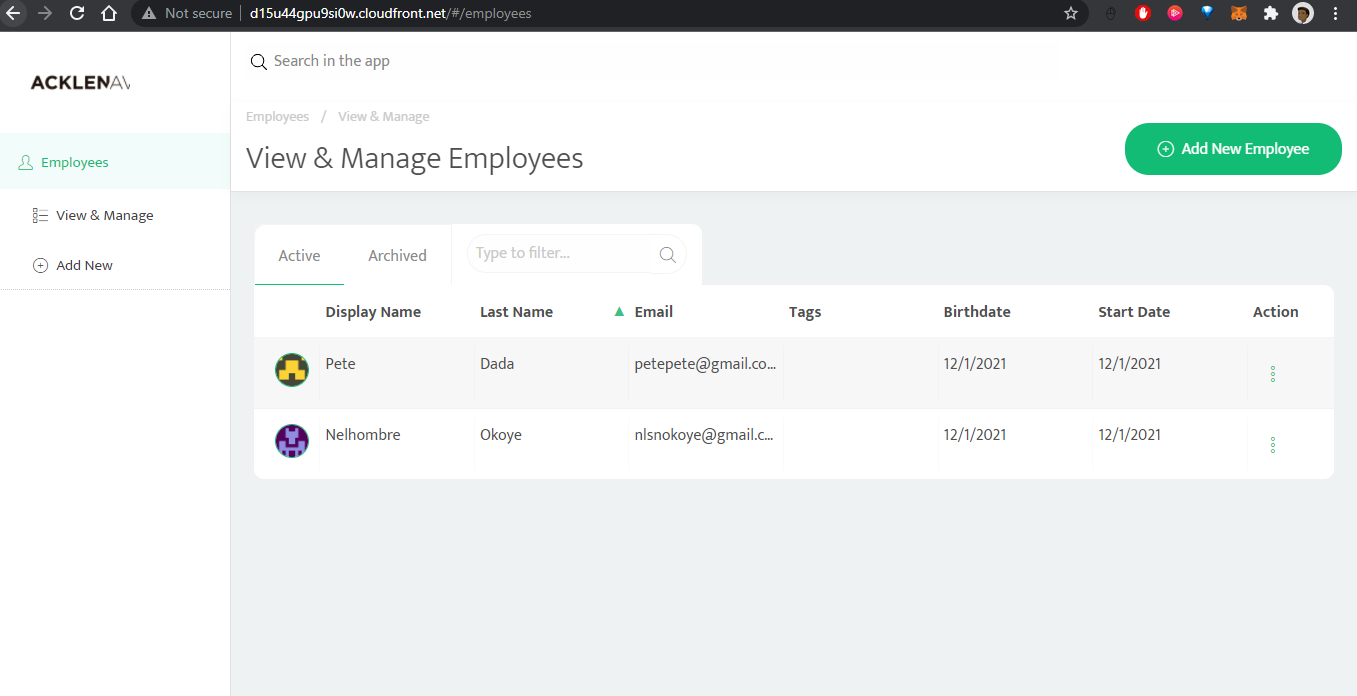 Not secure d15u44gpu9si0w.cloudfront.net/#/employees
ACKLENAV
Search in the app
Employees / View & Manage
View & Manage Employees
Add New Employee
Employees
View & Manage
Add New
Active Archived Type to filter...
Display Name Last Name ▲ Email Tags Birthdate Start Date Action
Pete Dada petepete@gmail.co... 12/1/2021 12/1/2021
Nelhombre Okoye nlsnokoye@gmail.c... 12/1/2021 12/1/2021